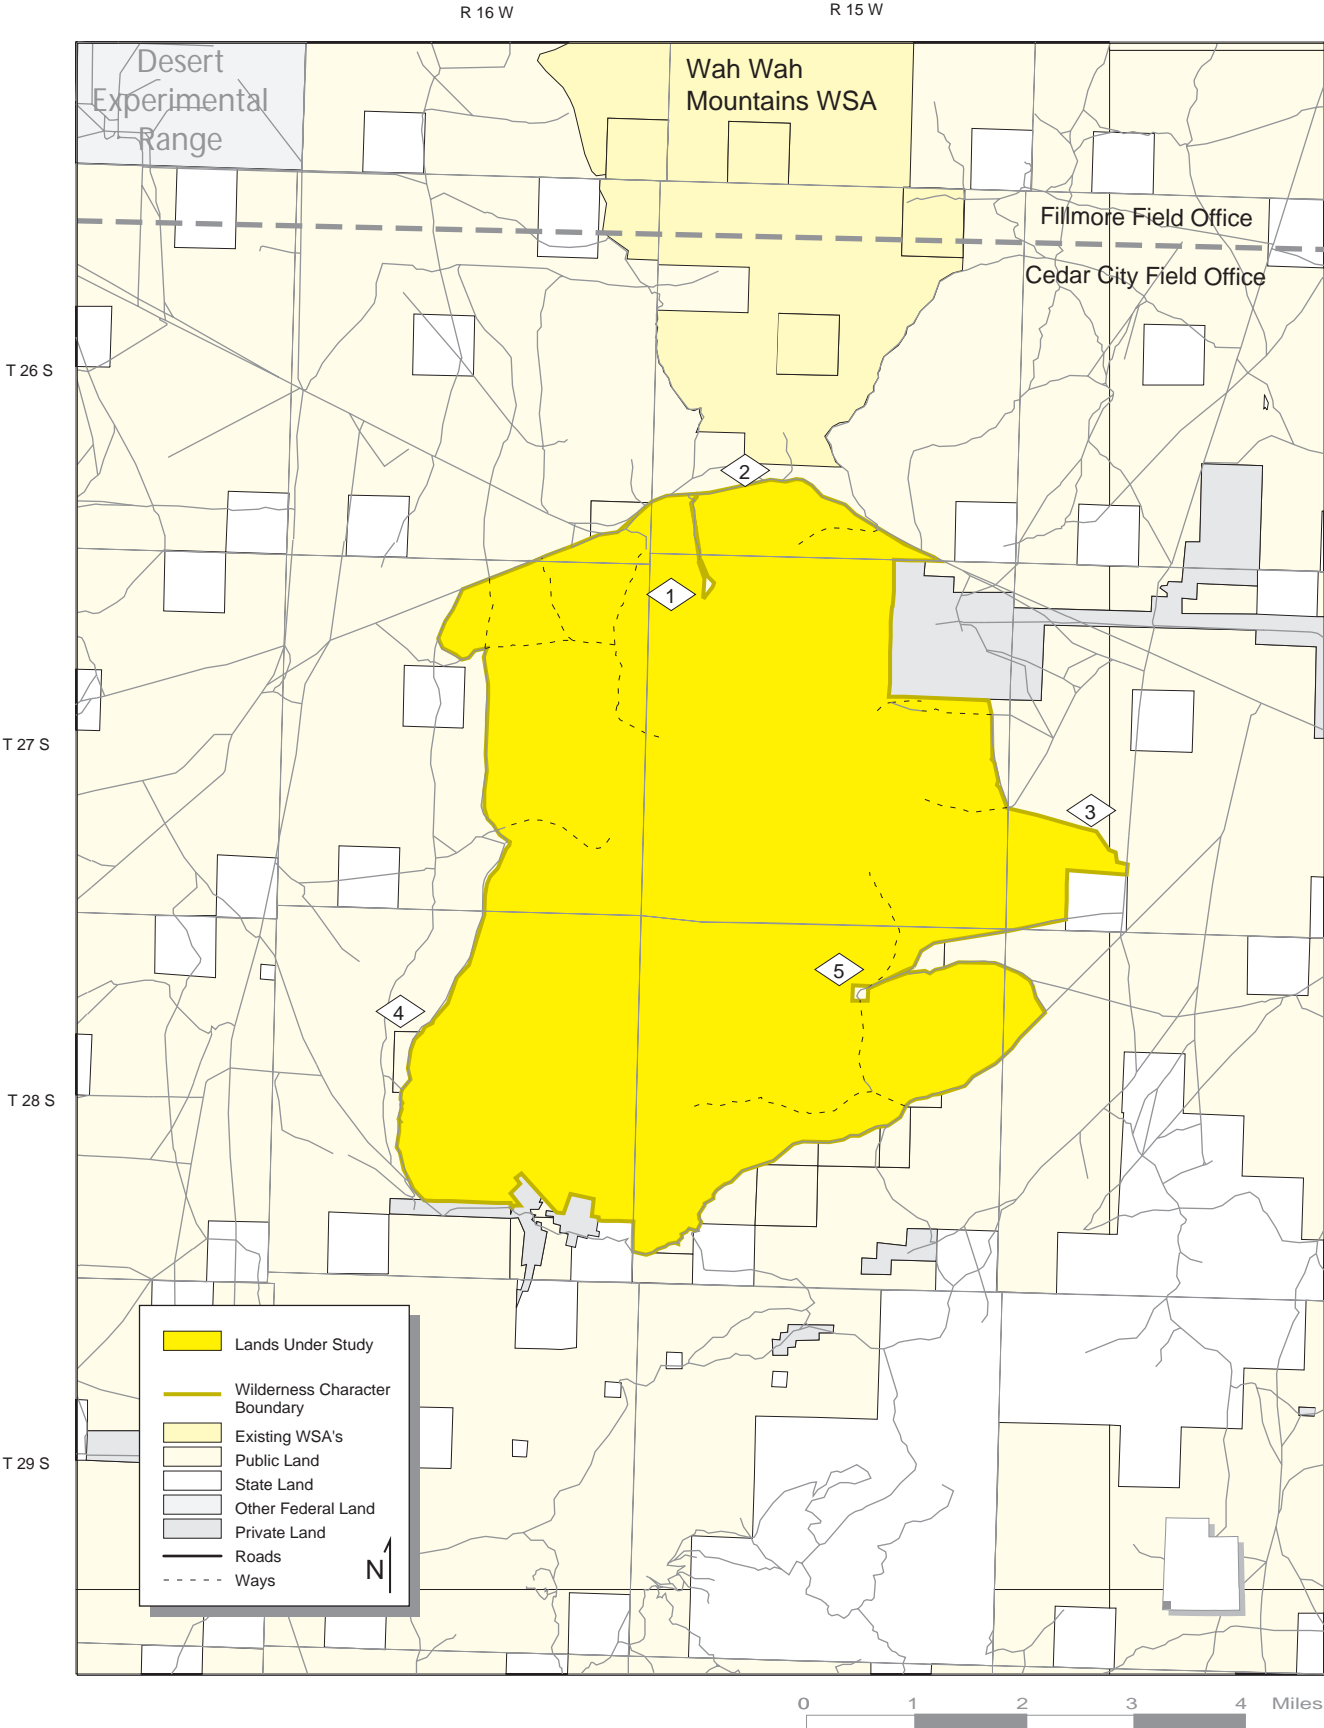 R 16 W
R 15 W
Desert
Experimental
Range
Wah Wah
Mountains WSA
Fillmore Field Office
Cedar City Field Office
T 26 S
2
1
T 27 S
3
5
4
T 28 S
Lands Under Study
Wilderness Character
Boundary
Existing WSA's
Public Land
State Land
Other Federal Land
Private Land
Roads
Ways
N
T 29 S
0 1 2 3 4 Miles